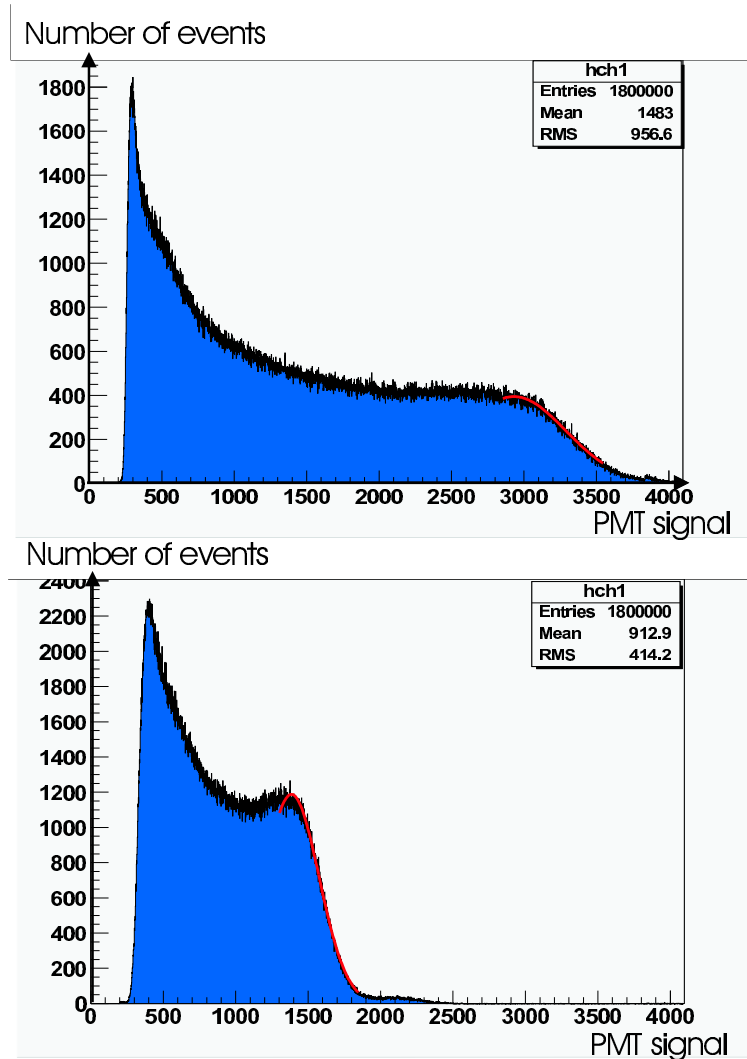 Number of events
hch1
Entries 1800000
Mean 1483
RMS 956.6
1800
1600
1400
1200
1000
800
600
400
200
0
0 500 1000 1500 2000 2500 3000 3500 4000
PMT signal
Number of events
hch1
Entries 1800000
Mean 912.9
RMS 414.2
2400
2200
2000
1800
1600
1400
1200
1000
800
600
400
200
0
0 500 1000 1500 2000 2500 3000 3500 4000
PMT signal